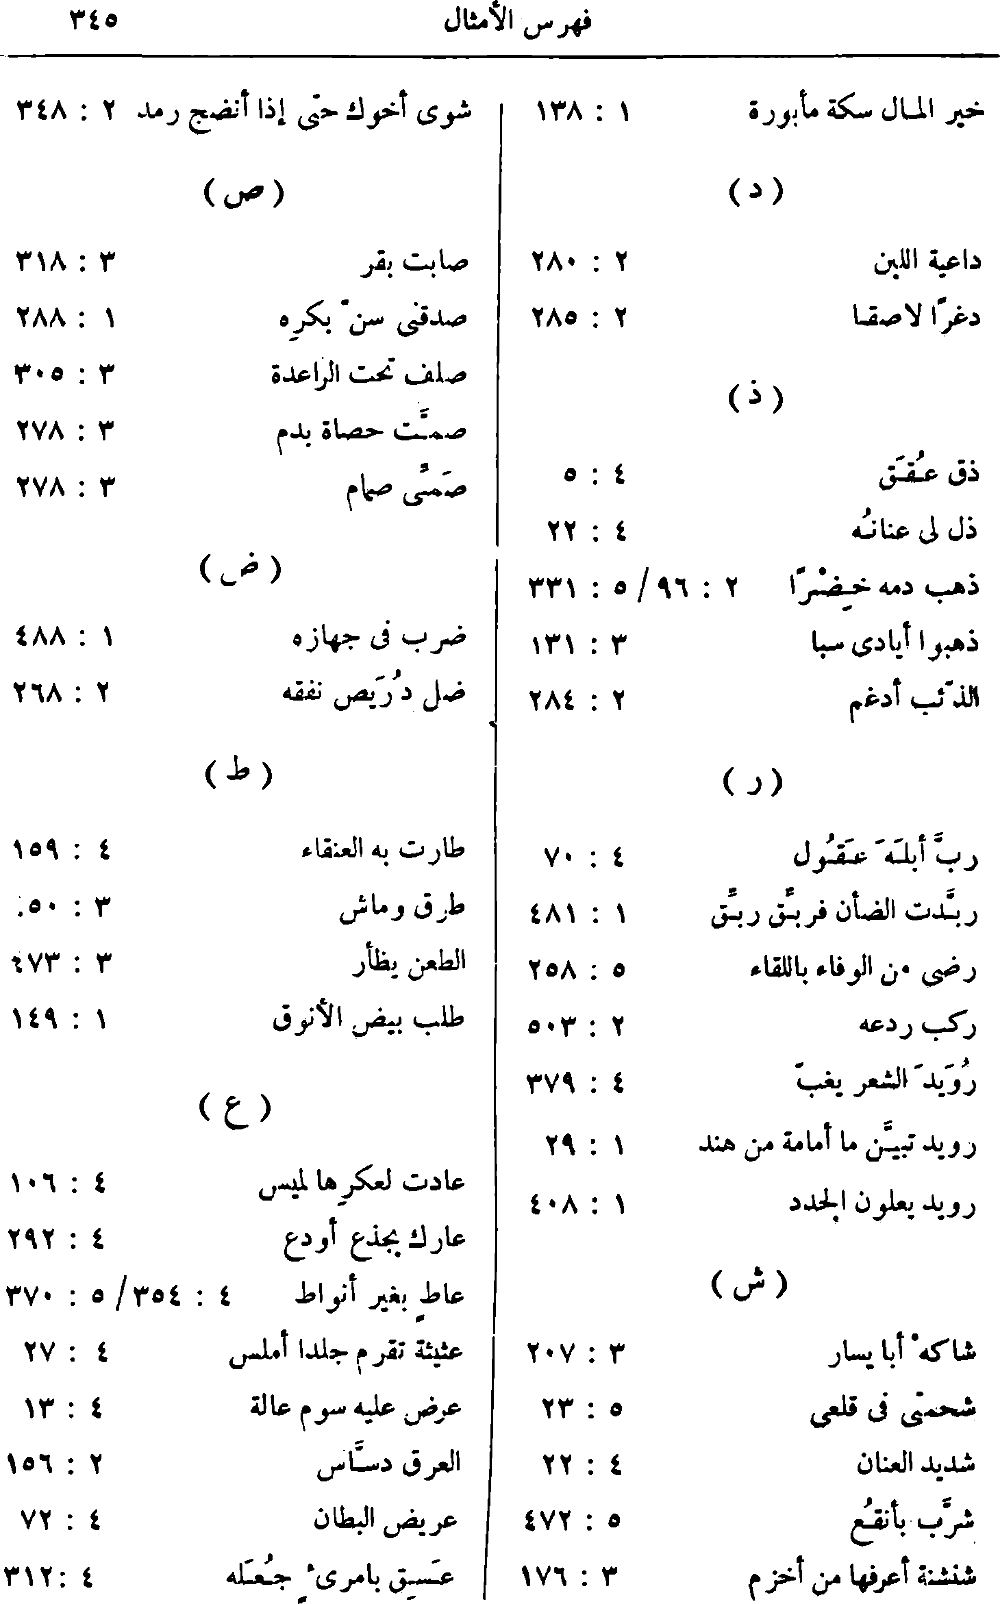 فهرس الأمثال ٣٤٥
خير المال سكة مأبورة ١ : ١٣٨
( د )
داعية اللبن ٢ : ٢٨٠
دغرًا لاصقا ٢ : ٢٨٥
( ذ )
ذق عُقَق ٤ : ٥
ذل لى عنانُه ٤ : ٢٢
ذهب دمه خِضْرًا ٢ : ٩٦/ ٥ : ٣٣١
ذهبوا أيادى سبا ٣ : ١٣١
الذّئب أدغم ٢ : ٢٨٤
( ر )
ربَّ أبلَهَ عَقُول ٤ : ٧٠
ربَّدت الضأن فربِّق ربِّق ١ : ٤٨١
رضى من الوفاء باللقاء ٥ : ٢٥٨
ركب ردعه ٢ : ٥٠٣
رُوَيدَ الشعر يغبّ ٤ : ٣٧٩
رويد تبيَّن ما أمامة من هند ١ : ٢٩
رويد يعلون الجدد ١ : ٤٠٨
( ش )
شاكهْ أبا يسار ٣ : ٢٠٧
شحمتى فى قلعى ٥ : ٢٣
شديد العنان ٤ : ٢٢
شرَّب بأنقُع ٥ : ٤٧٢
شنشنة أعرفها من أخزم ٣ : ١٧٦
شوى أخوك حتى إذا أنضج رمد ٢ : ٣٤٨
( ص )
صابت بقر ٣ : ٣١٨
صدقنى سنّ بكرِه ١ : ٢٨٨
صلف تحت الراعدة ٣ : ٣٠٥
صمَّت حصاة بدم ٣ : ٢٧٨
صَمِّى صمام ٣ : ٢٧٨
( ض )
ضرب فى جهازه ١ : ٤٨٨
ضل دُرَيص نفقه ٢ : ٢٦٨
( ط )
طارت به العنقاء ٤ : ١٥٩
طرق وماش ٣ : ٥٠
الطعن يظأر ٣ : ٤٧٣
طلب بيض الأنوق ١ : ١٤٩
( ع )
عادت لعكرِها لميس ٤ : ١٠٦
عارك بجذع أودع ٤ : ٢٩٢
عاطٍ بغير أنواط ٤ : ٣٥٤/ ٥ : ٣٧٠
عثيثة تقرم جلدا أملس ٤ : ٢٧
عرض عليه سوم عالة ٤ : ١٣
العرق دسَّاس ٢ : ١٥٦
عريض البطان ٤ : ٧٢
عَسِق بامرئٍ جُعَله ٤ : ٣١٢